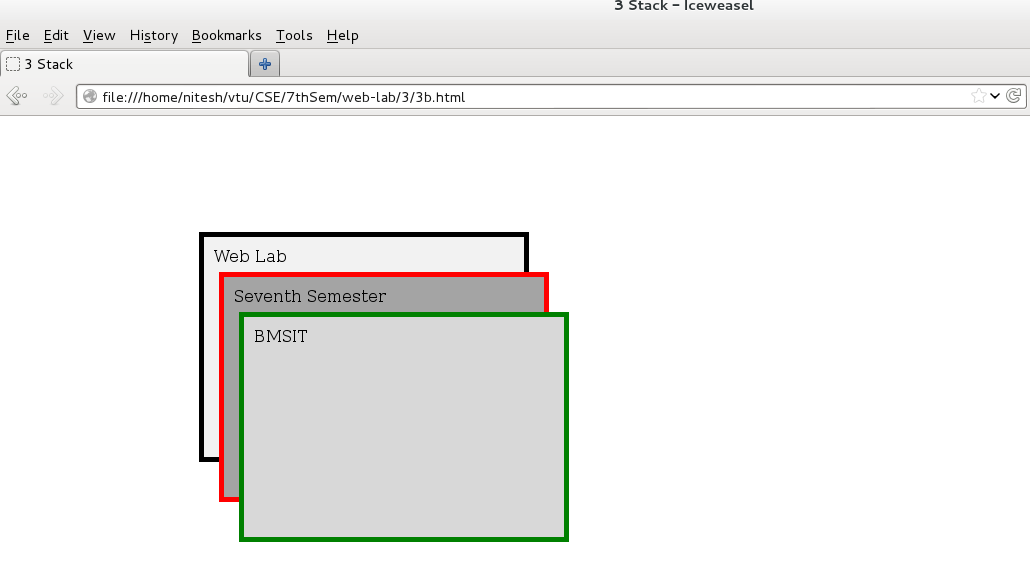 3 Stack - Iceweasel
File Edit View History Bookmarks Tools Help
3 Stack
file:///home/nitesh/vtu/CSE/7thSem/web-lab/3/3b.html
Web Lab
Seventh Semester
BMSIT